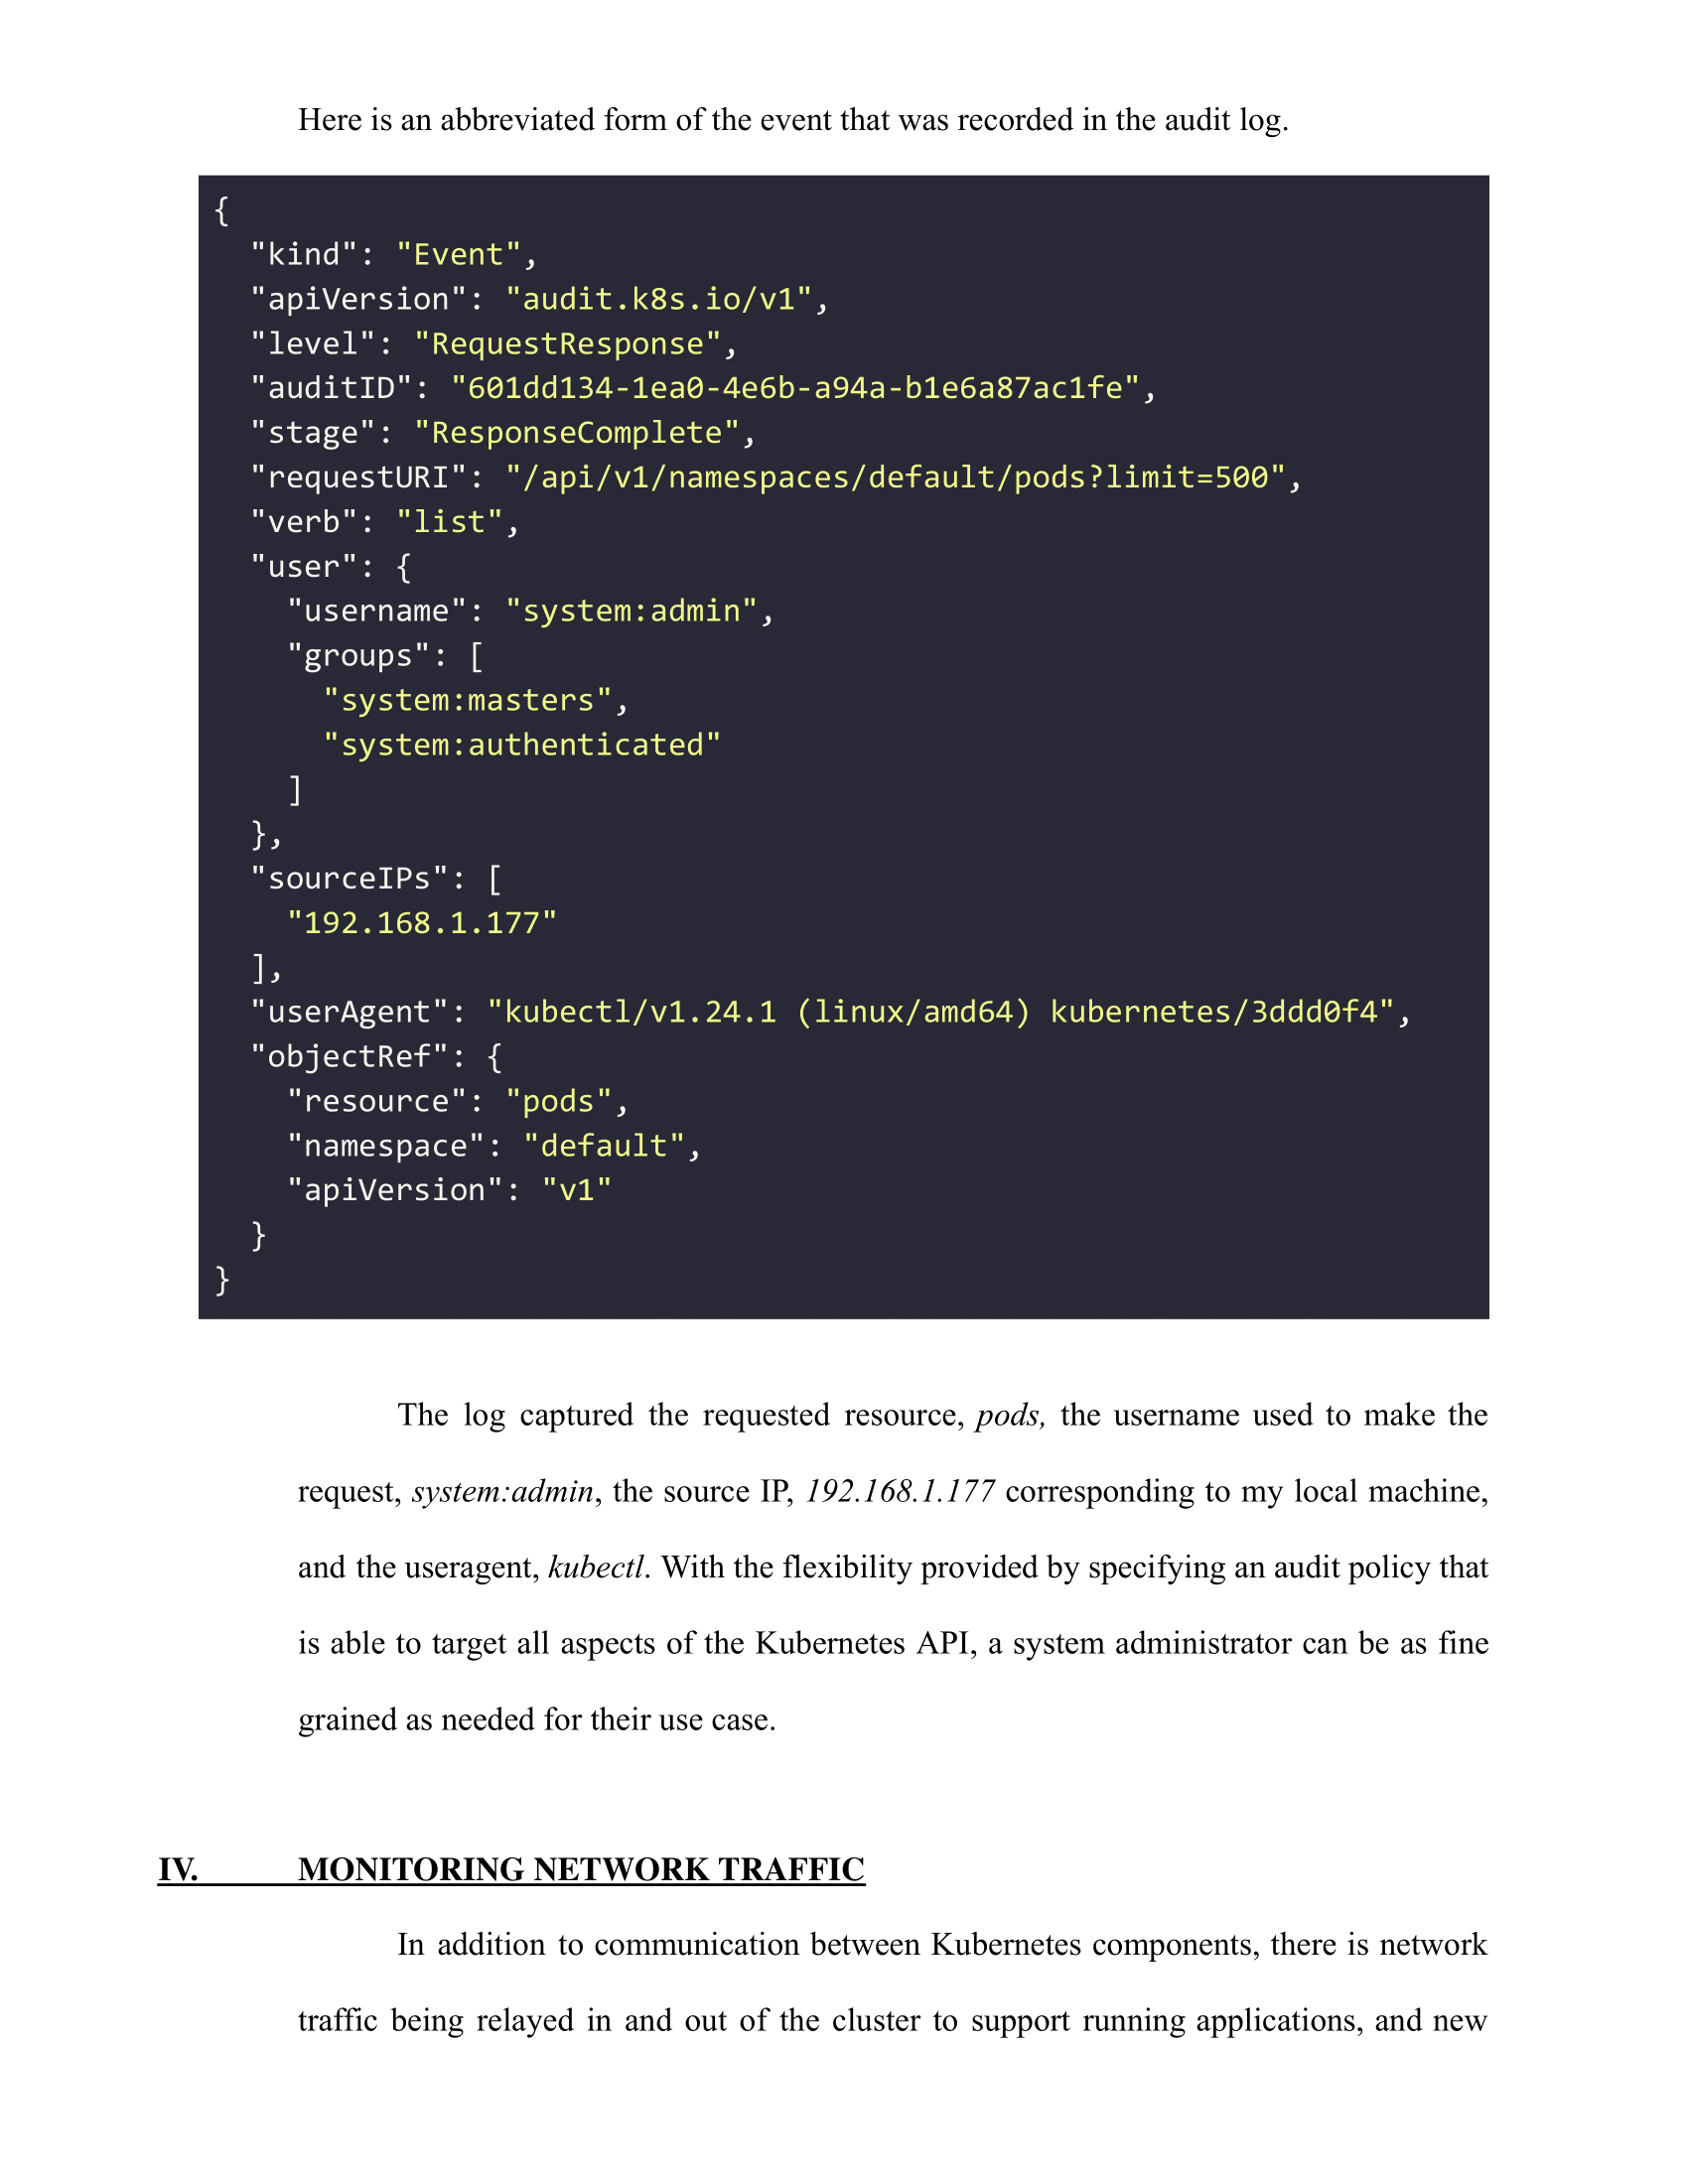 Here is an abbreviated form of the event that was recorded in the audit log.
{
  "kind": "Event",
  "apiVersion": "audit.k8s.io/v1",
  "level": "RequestResponse",
  "auditID": "601dd134-1ea0-4e6b-a94a-b1e6a87ac1fe",
  "stage": "ResponseComplete",
  "requestURI": "/api/v1/namespaces/default/pods?limit=500",
  "verb": "list",
  "user": {
    "username": "system:admin",
    "groups": [
      "system:masters",
      "system:authenticated"
    ]
  },
  "sourceIPs": [
    "192.168.1.177"
  ],
  "userAgent": "kubectl/v1.24.1 (linux/amd64) kubernetes/3ddd0f4",
  "objectRef": {
    "resource": "pods",
    "namespace": "default",
    "apiVersion": "v1"
  }
}
The log captured the requested resource, pods, the username used to make the
request, system:admin, the source IP, 192.168.1.177 corresponding to my local machine,
and the useragent, kubectl. With the flexibility provided by specifying an audit policy that
is able to target all aspects of the Kubernetes API, a system administrator can be as fine
grained as needed for their use case.
IV. MONITORING NETWORK TRAFFIC
In addition to communication between Kubernetes components, there is network
traffic being relayed in and out of the cluster to support running applications, and new